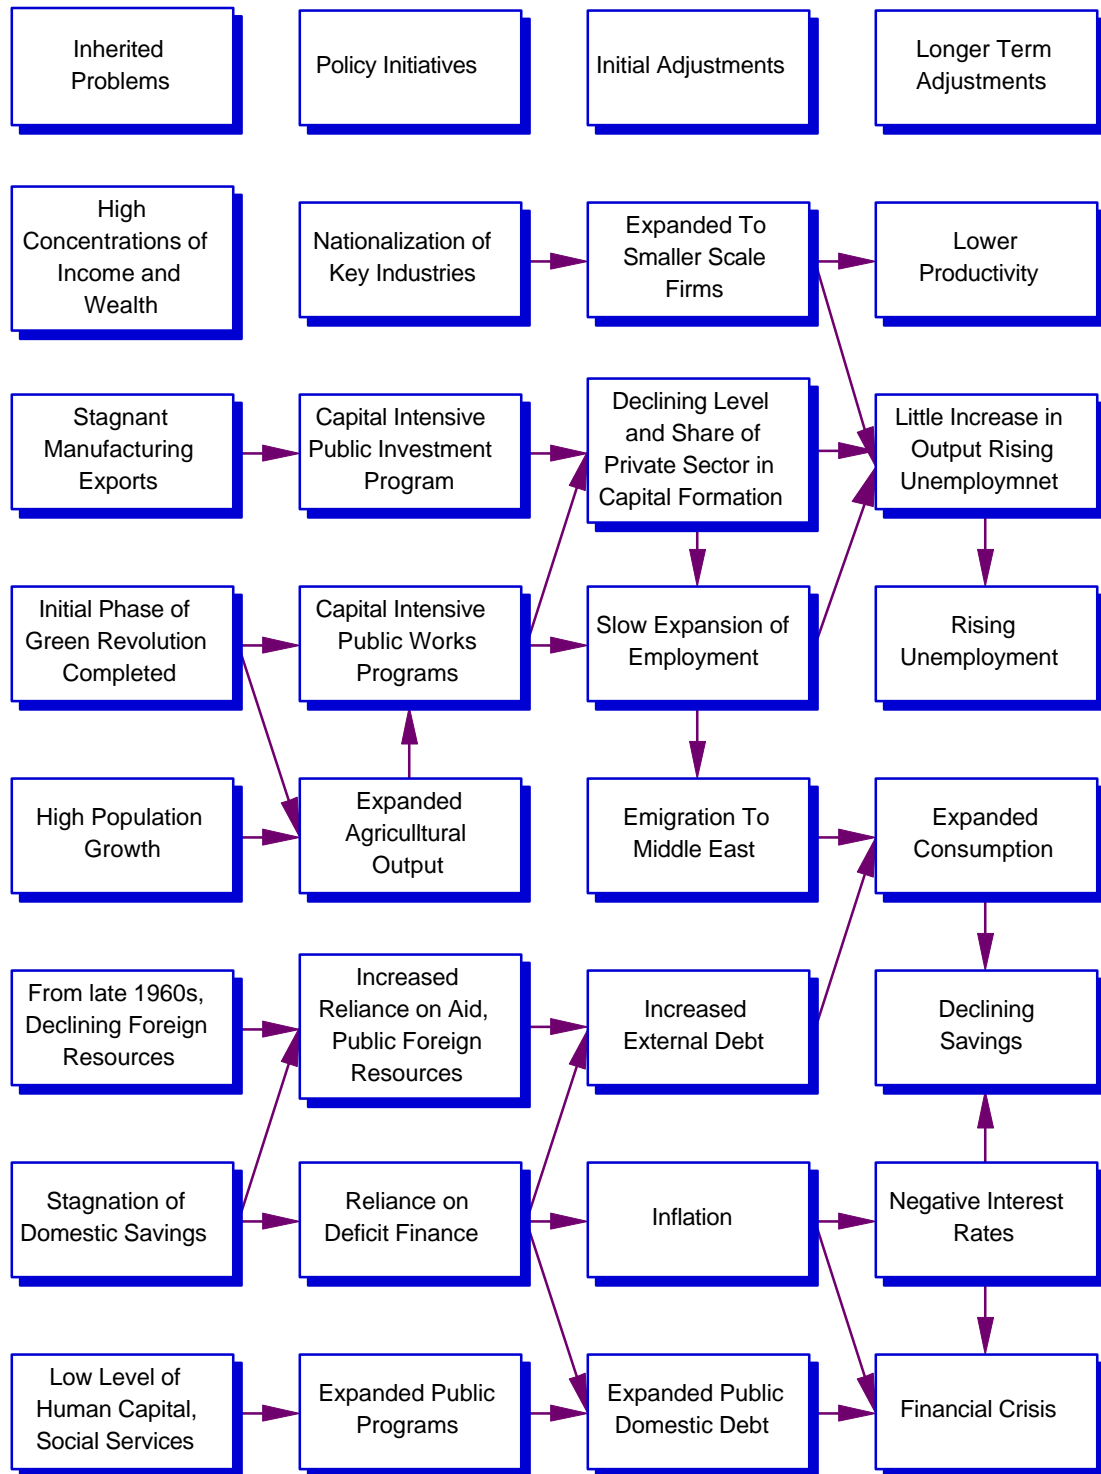 Inherited
Problems
Policy Initiatives
Initial Adjustments
Longer Term
Adjustments
High
Concentrations of
Income and
Wealth
Nationalization of
Key Industries
Expanded To
Smaller Scale
Firms
Lower
Productivity
Stagnant
Manufacturing
Exports
Capital Intensive
Public Investment
Program
Declining Level
and Share of
Private Sector in
Capital Formation
Little Increase in
Output Rising
Unemploymnet
Initial Phase of
Green Revolution
Completed
Capital Intensive
Public Works
Programs
Slow Expansion of
Employment
Rising
Unemployment
High Population
Growth
Expanded
Agriculltural
Output
Emigration To
Middle East
Expanded
Consumption
From late 1960s,
Declining Foreign
Resources
Increased
Reliance on Aid,
Public Foreign
Resources
Increased
External Debt
Declining
Savings
Stagnation of
Domestic Savings
Reliance on
Deficit Finance
Inflation
Negative Interest
Rates
Low Level of
Human Capital,
Social Services
Expanded Public
Programs
Expanded Public
Domestic Debt
Financial Crisis